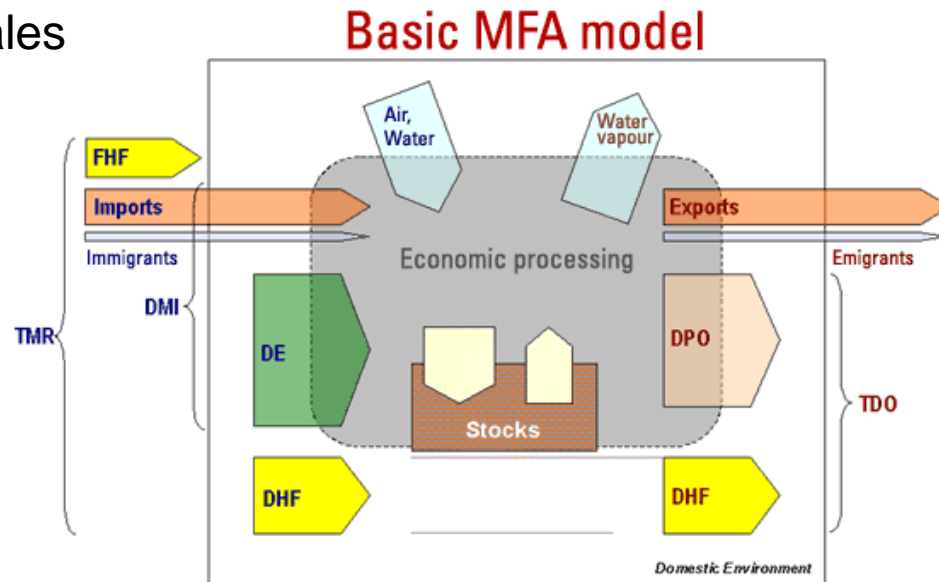 ales
Basic MFA model
Air,
Water
Water
vapour
FHF
Imports
Exports
Immigrants
Economic processing
Emigrants
DMI
TMR
DE
DPO
TDO
Stocks
DHF
DHF
Domestic Environment